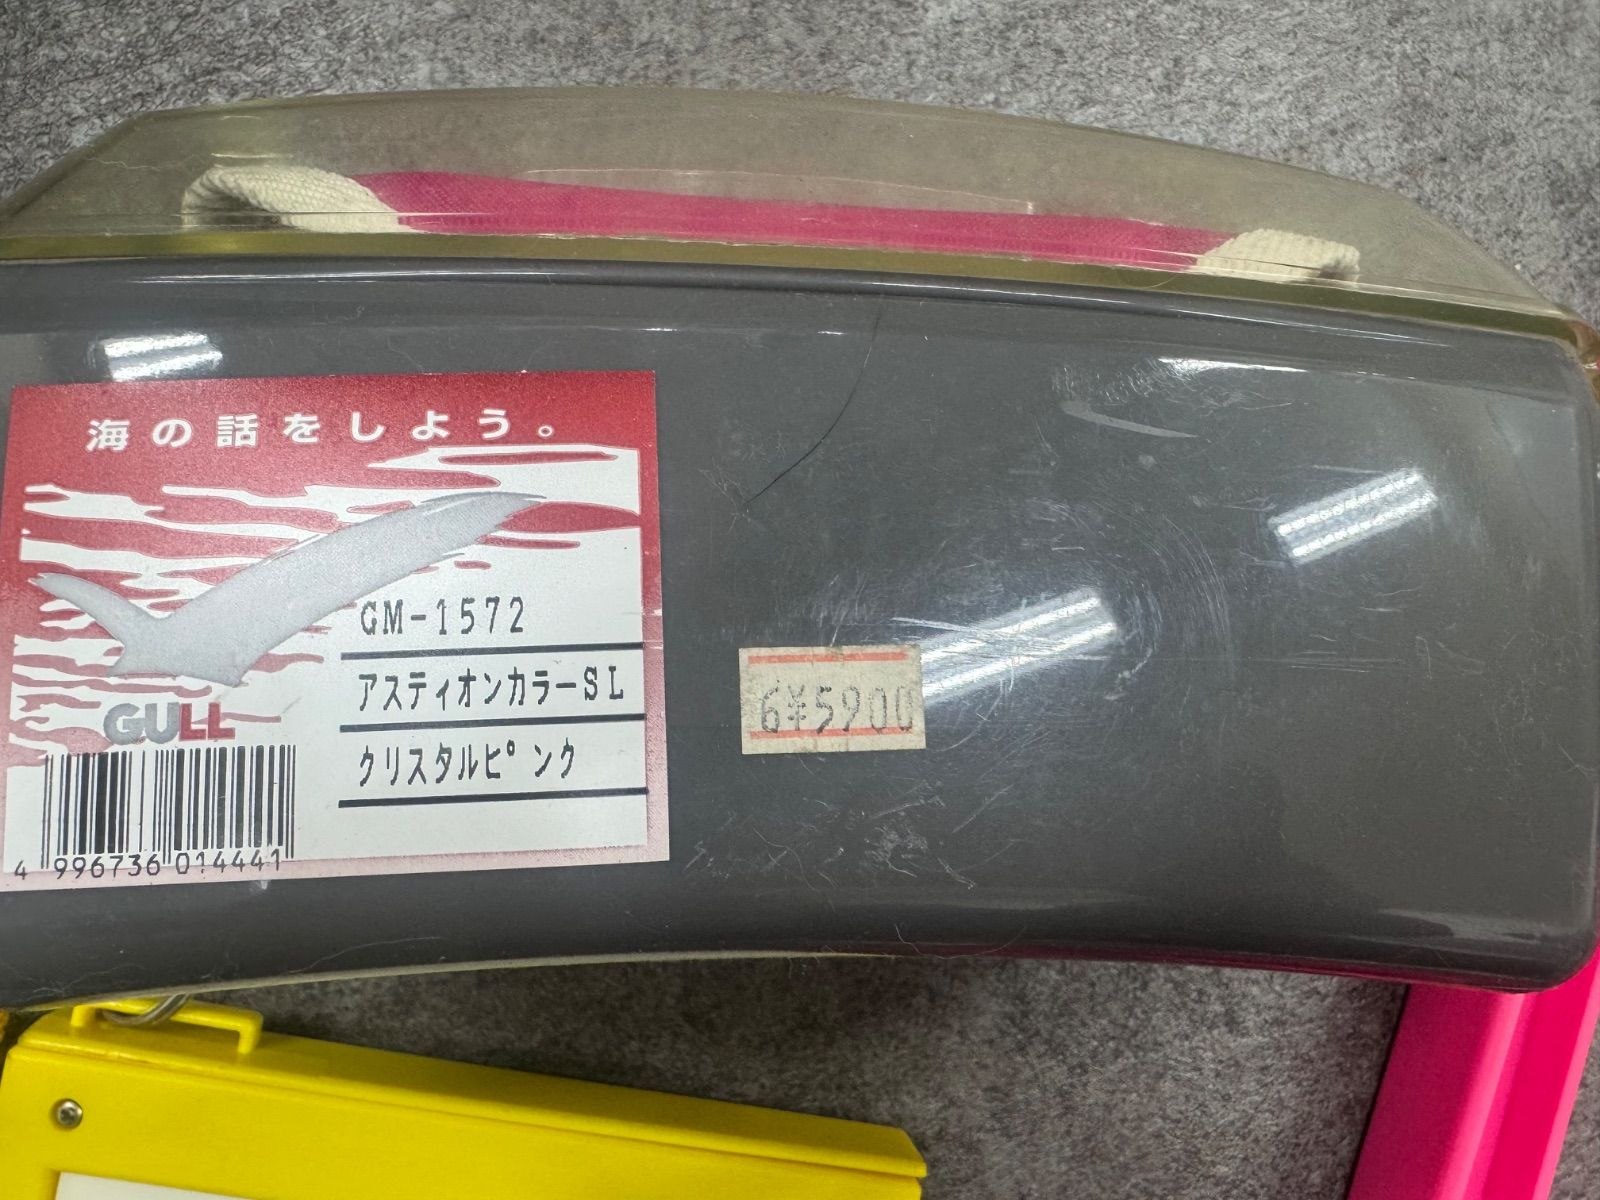 海の話をしよう。
GM-1572
アスティオンカラーSL
GULL
クリスタルピンク
4 996736 014441
6¥5900